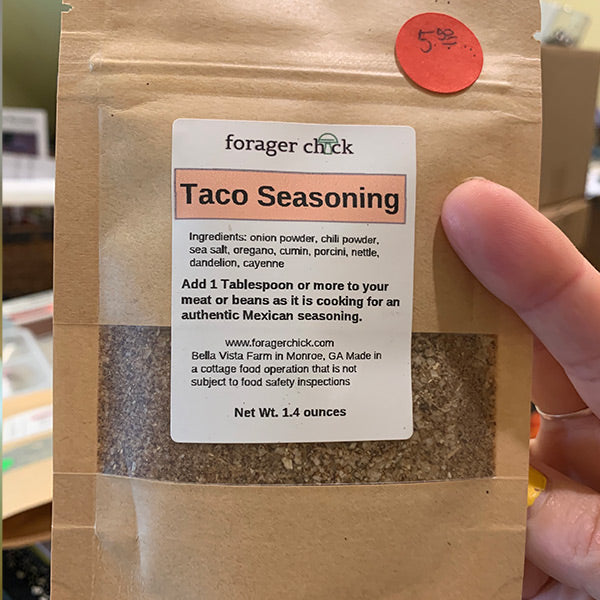 5.00
forager chick
Taco Seasoning
Ingredients: onion powder, chili powder,
sea salt, oregano, cumin, porcini, nettle,
dandelion, cayenne
Add 1 Tablespoon or more to your
meat or beans as it is cooking for an
authentic Mexican seasoning.
www.foragerchick.com
Bella Vista Farm in Monroe, GA Made in
a cottage food operation that is not
subject to food safety inspections
Net Wt. 1.4 ounces